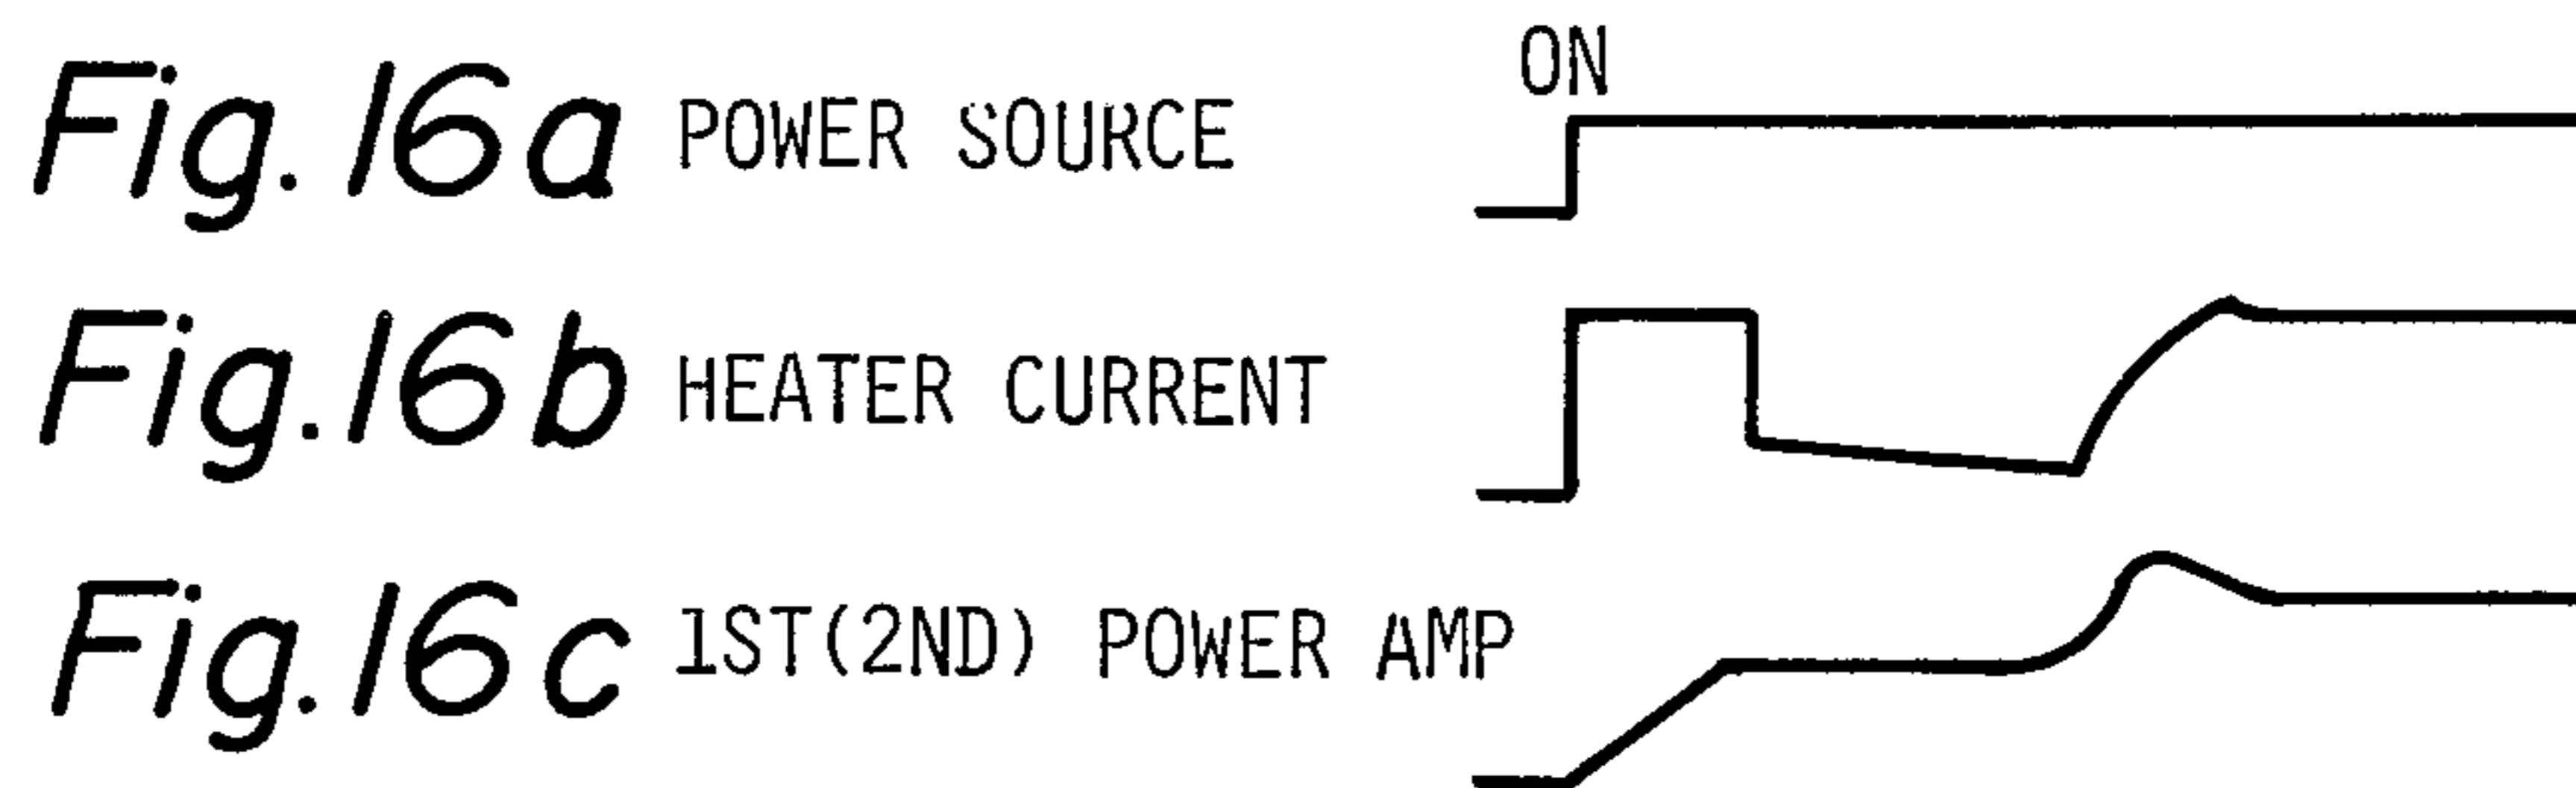 ON
Fig. 16a POWER SOURCE
Fig. 16b HEATER CURRENT
Fig. 16c 1ST(2ND) POWER AMP